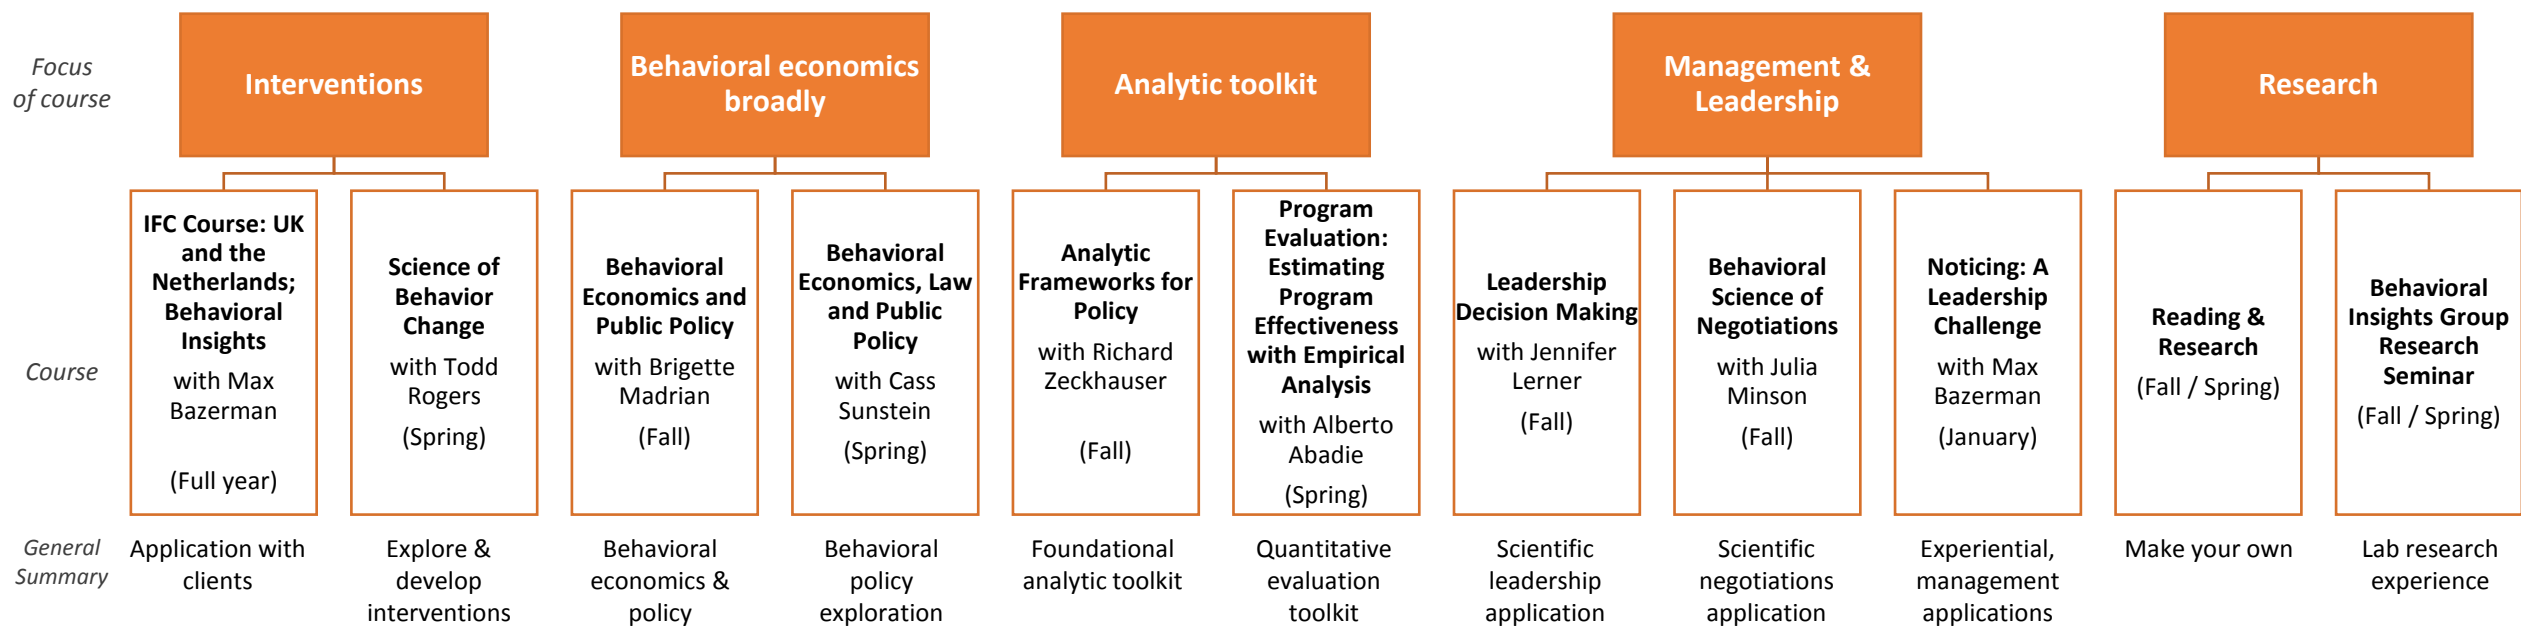 Focus
of course
Interventions
Behavioral economics
broadly
Analytic toolkit
Management &
Leadership
Research
Course
IFC Course: UK
and the
Netherlands;
Behavioral
Insights
with Max
Bazerman
(Full year)
Science of
Behavior
Change
with Todd
Rogers
(Spring)
Behavioral
Economics and
Public Policy
with Brigette
Madrian
(Fall)
Behavioral
Economics, Law
and Public
Policy
with Cass
Sunstein
(Spring)
Analytic
Frameworks for
Policy
with Richard
Zeckhauser
(Fall)
Program
Evaluation:
Estimating
Program
Effectiveness
with Empirical
Analysis
with Alberto
Abadie
(Spring)
Leadership
Decision Making
with Jennifer
Lerner
(Fall)
Behavioral
Science of
Negotiations
with Julia
Minson
(Fall)
Noticing: A
Leadership
Challenge
with Max
Bazerman
(January)
Reading &
Research
(Fall / Spring)
Behavioral
Insights Group
Research
Seminar
(Fall / Spring)
General
Summary
Application with
clients
Explore &
develop
interventions
Behavioral
economics &
policy
Behavioral
policy
exploration
Foundational
analytic toolkit
Quantitative
evaluation
toolkit
Scientific
leadership
application
Scientific
negotiations
application
Experiential,
management
applications
Make your own
Lab research
experience